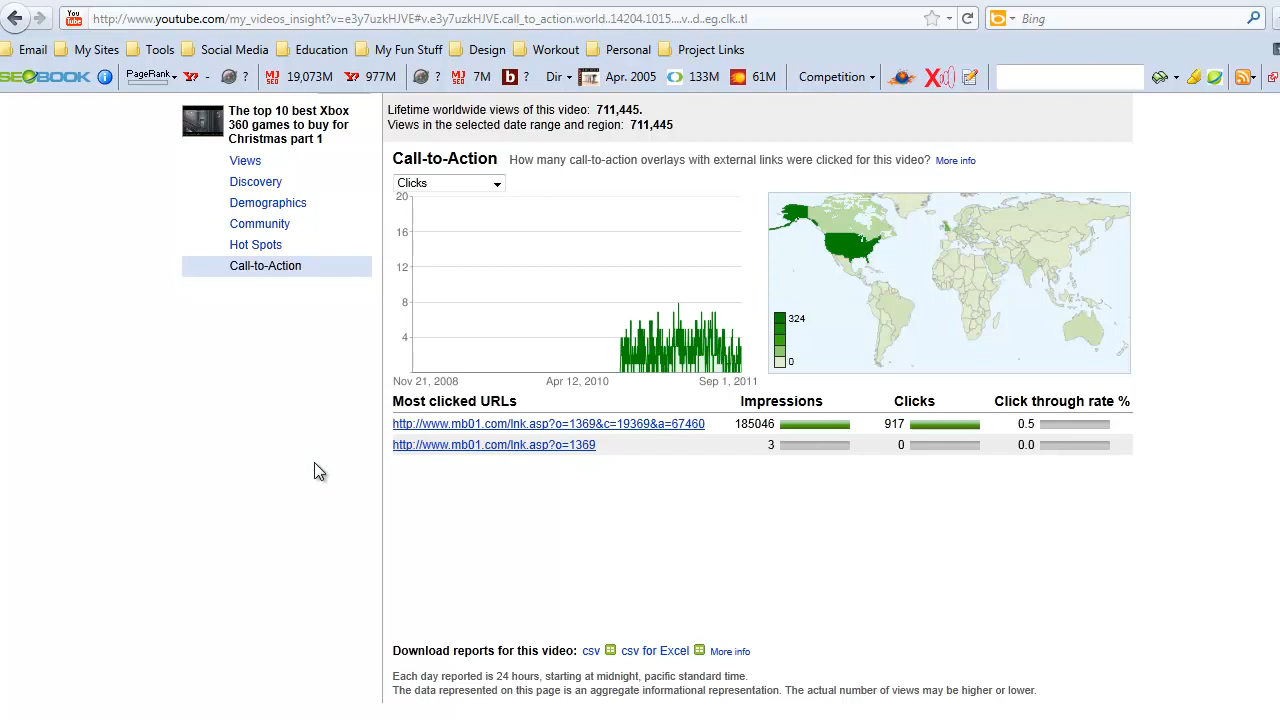 You
Tube
http://www.youtube.com/my_videos_insight?v=e3y7uzkHJVE#v.e3y7uzkHJVE.call_to_action.world..14204.1015....v..d..eg.clk..tl
Bing
Email My Sites Tools Social Media Education My Fun Stuff Design Workout Personal Project Links
SEOBOOK PageRank - ? MJ SEO 19,073M 977M ? MJ SEO 7M b ? Dir Apr. 2005 133M 61M Competition
The top 10 best Xbox
360 games to buy for
Christmas part 1
Views
Discovery
Demographics
Community
Hot Spots
Call-to-Action
Lifetime worldwide views of this video: 711,445.
Views in the selected date range and region: 711,445
Call-to-Action How many call-to-action overlays with external links were clicked for this video? More info
Clicks
20
16
12
8
4
Nov 21, 2008 Apr 12, 2010 Sep 1, 2011
324
0
Most clicked URLs Impressions Clicks Click through rate %
http://www.mb01.com/lnk.asp?o=1369&c=19369&a=67460 185046 917 0.5
http://www.mb01.com/lnk.asp?o=1369 3 0 0.0
Download reports for this video: csv csv for Excel More info
Each day reported is 24 hours, starting at midnight, pacific standard time.
The data represented on this page is an aggregate informational representation. The actual number of views may be higher or lower.